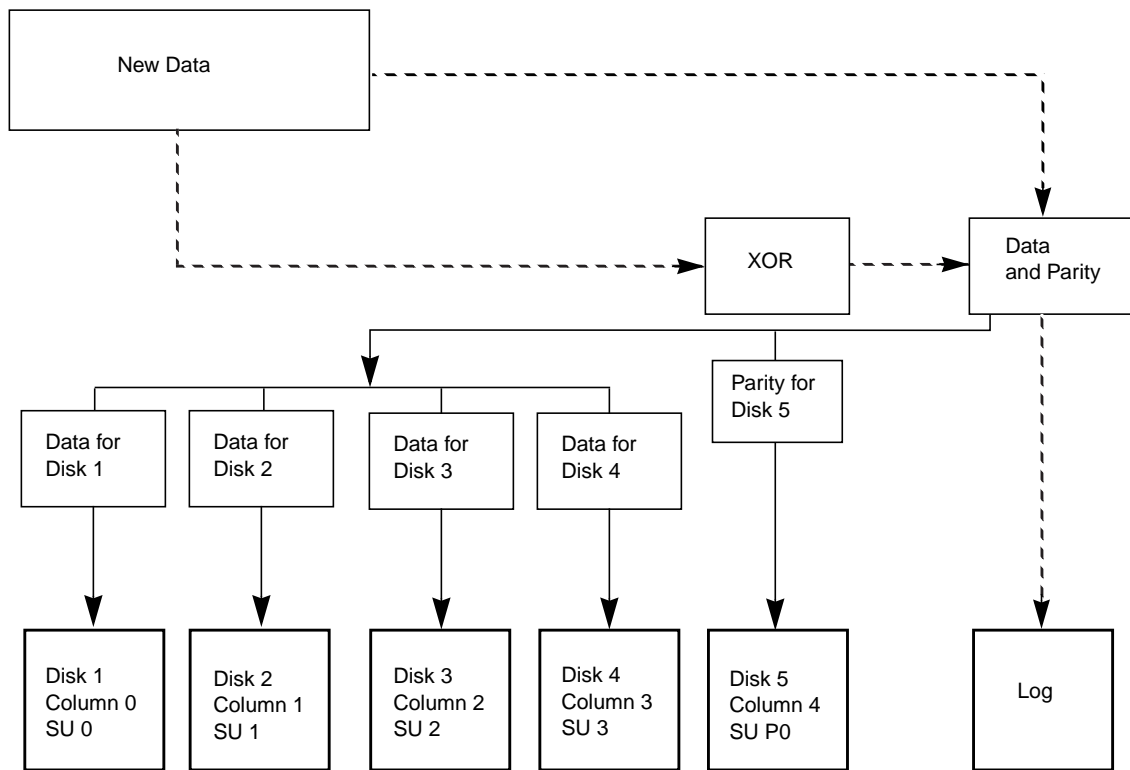 New Data
XOR
Data
and Parity
Parity for
Disk 5
Data for
Disk 1
Data for
Disk 2
Data for
Disk 3
Data for
Disk 4
Disk 1
Column 0
SU 0
Disk 2
Column 1
SU 1
Disk 3
Column 2
SU 2
Disk 4
Column 3
SU 3
Disk 5
Column 4
SU P0
Log